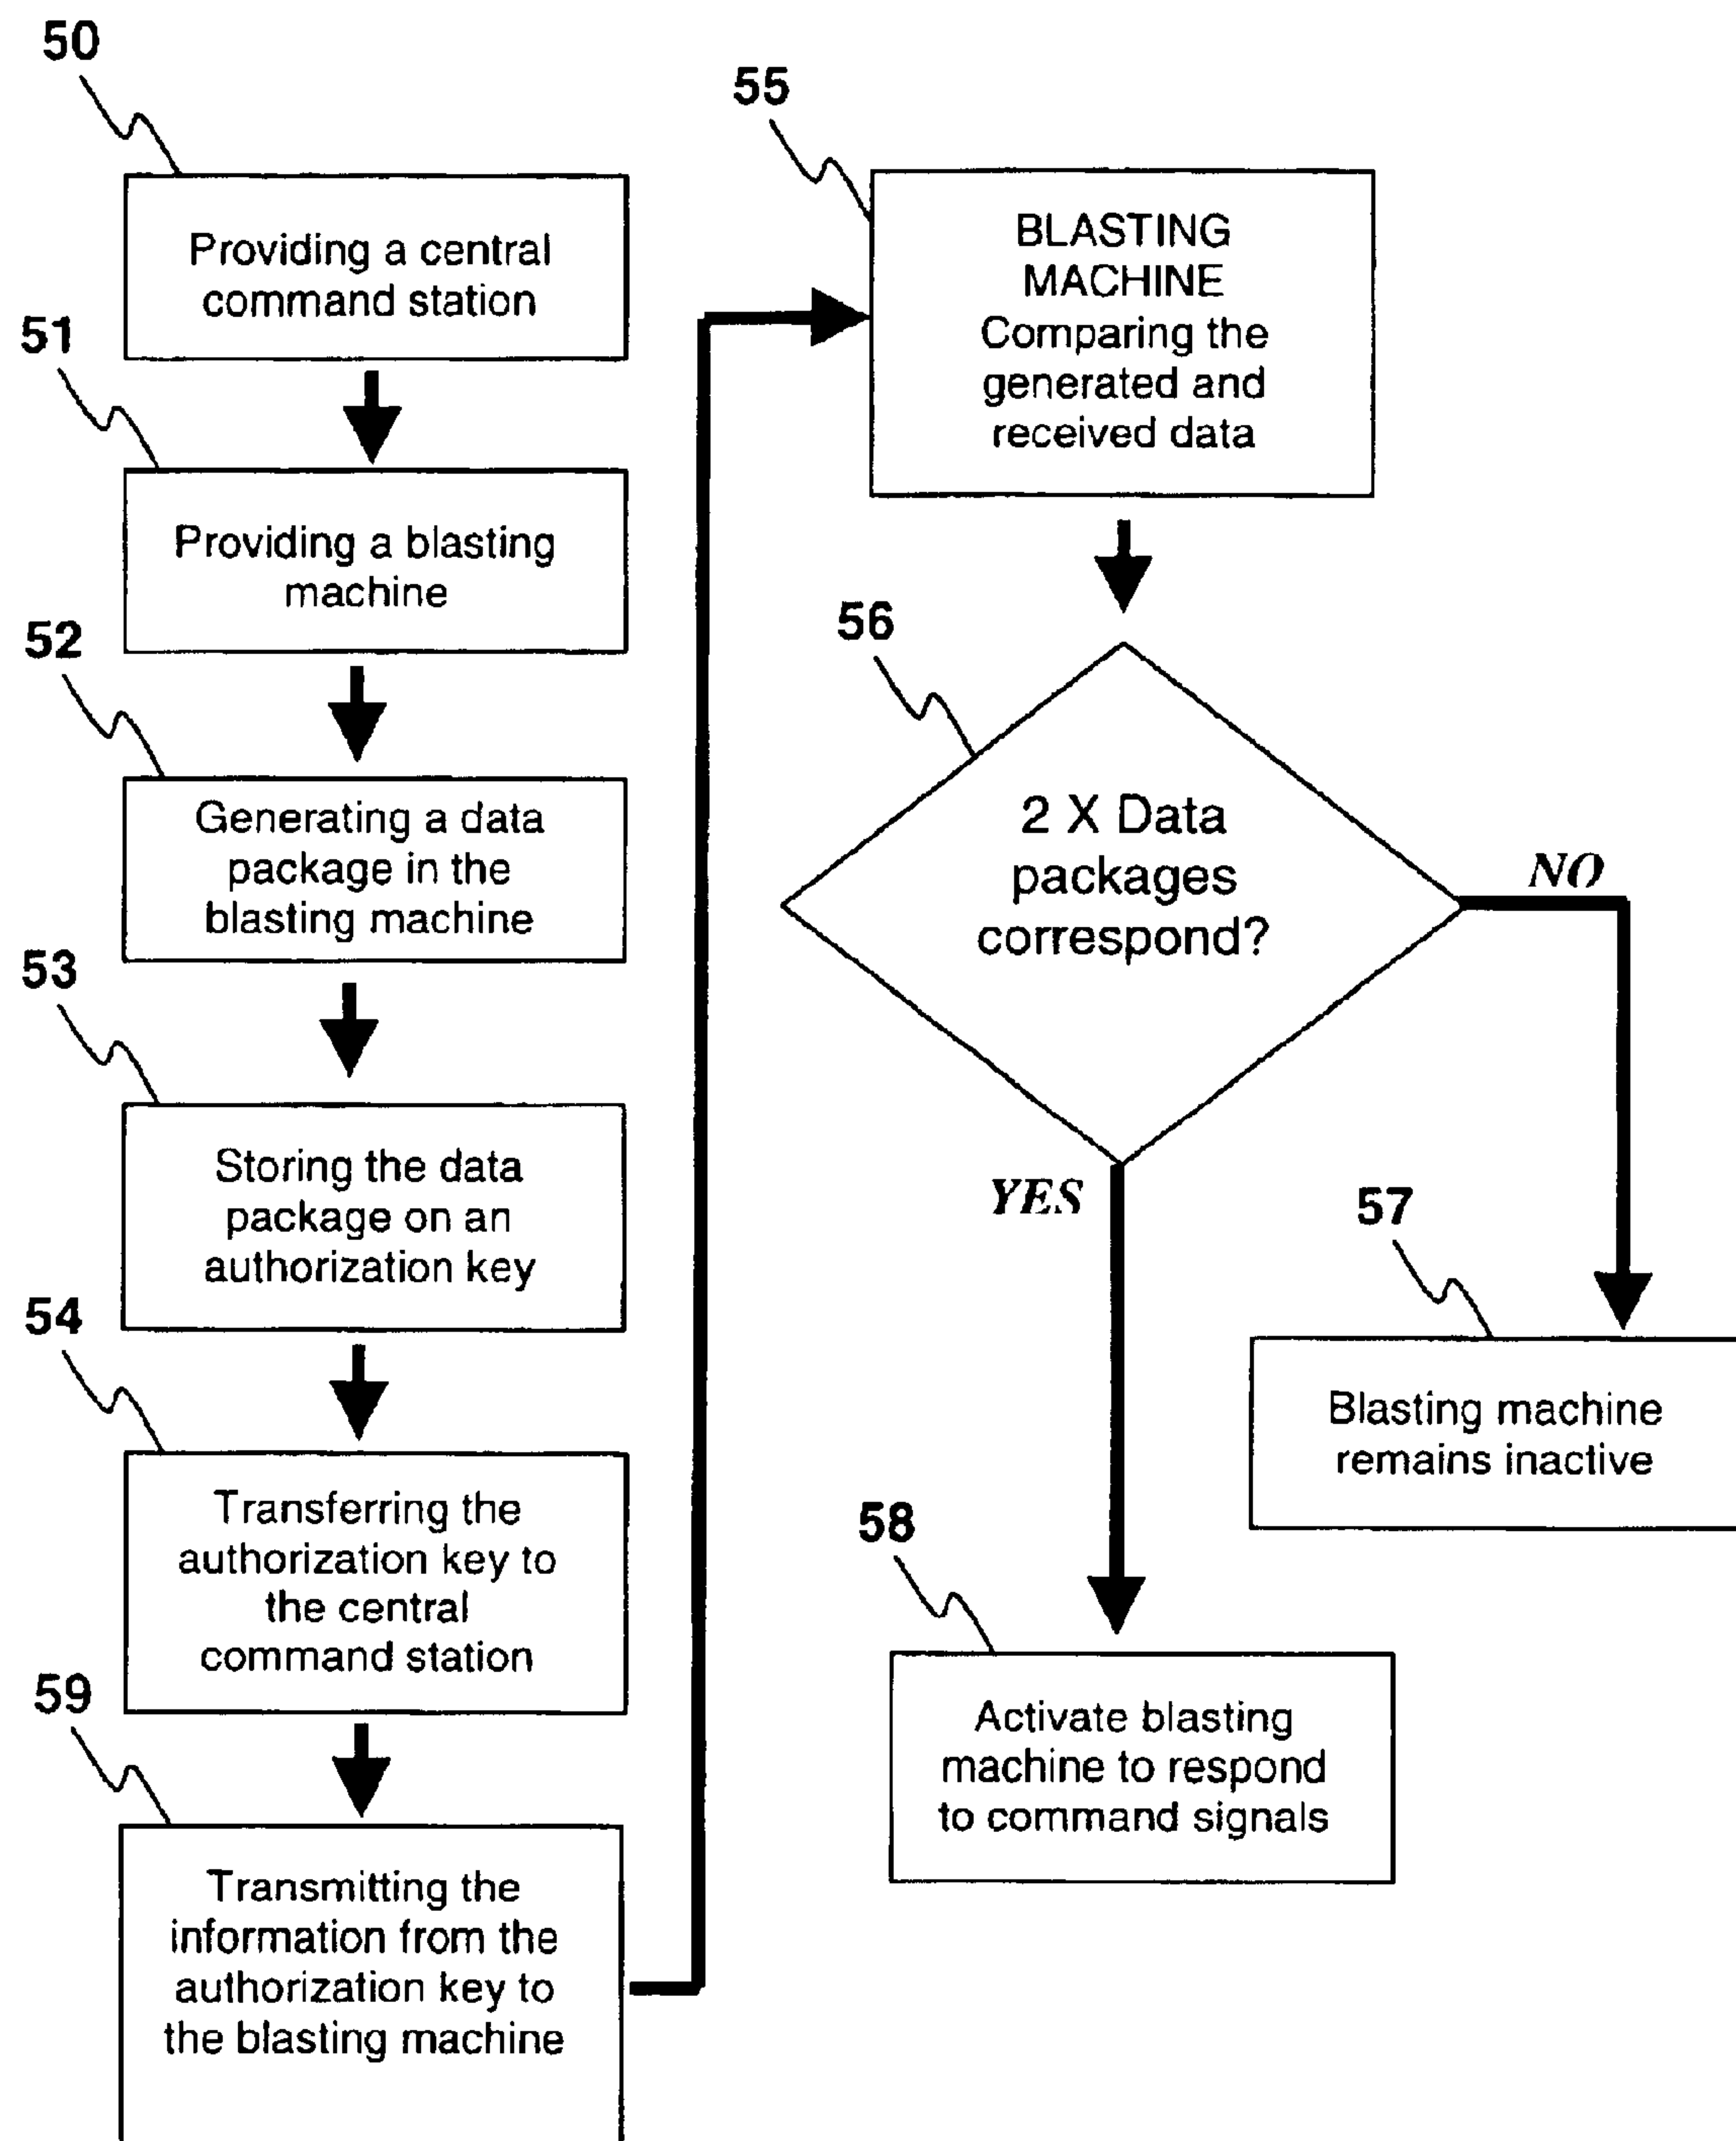 50
Providing a central
command station
51
Providing a blasting
machine
52
Generating a data
package in the
blasting machine
53
Storing the data
package on an
authorization key
54
Transferring the
authorization key to
the central
command station
59
Transmitting the
information from the
authorization key to
the blasting machine
55
BLASTING
MACHINE
Comparing the
generated and
received data
56
2 X Data
packages
correspond?
NO
YES
57
Blasting machine
remains inactive
58
Activate blasting
machine to respond
to command signals